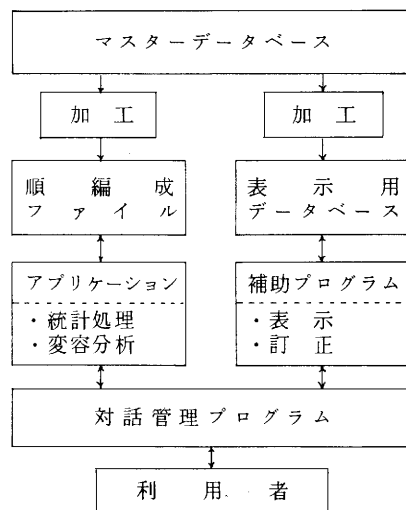 マスターデータベース
加工
加工
順編成
ファイル
表示用
データベース
アプリケーション
・統計処理
・変容分析
補助プログラム
・表示
・訂正
対話管理プログラム
利用者